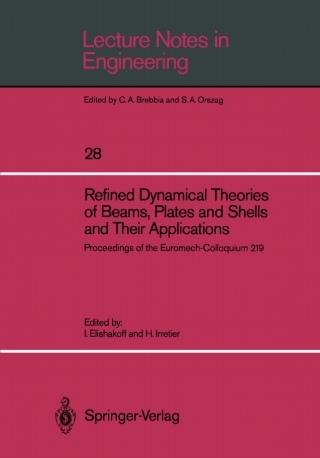 Lecture Notes in
Engineering
Edited by C.A. Brebbia and S.A. Orszag
28
Refined Dynamical Theories
of Beams, Plates and Shells
and Their Applications
Proceedings of the Euromech-Colloquium 219
Edited by:
I. Elishakoff and H. Irretier
Springer-Verlag